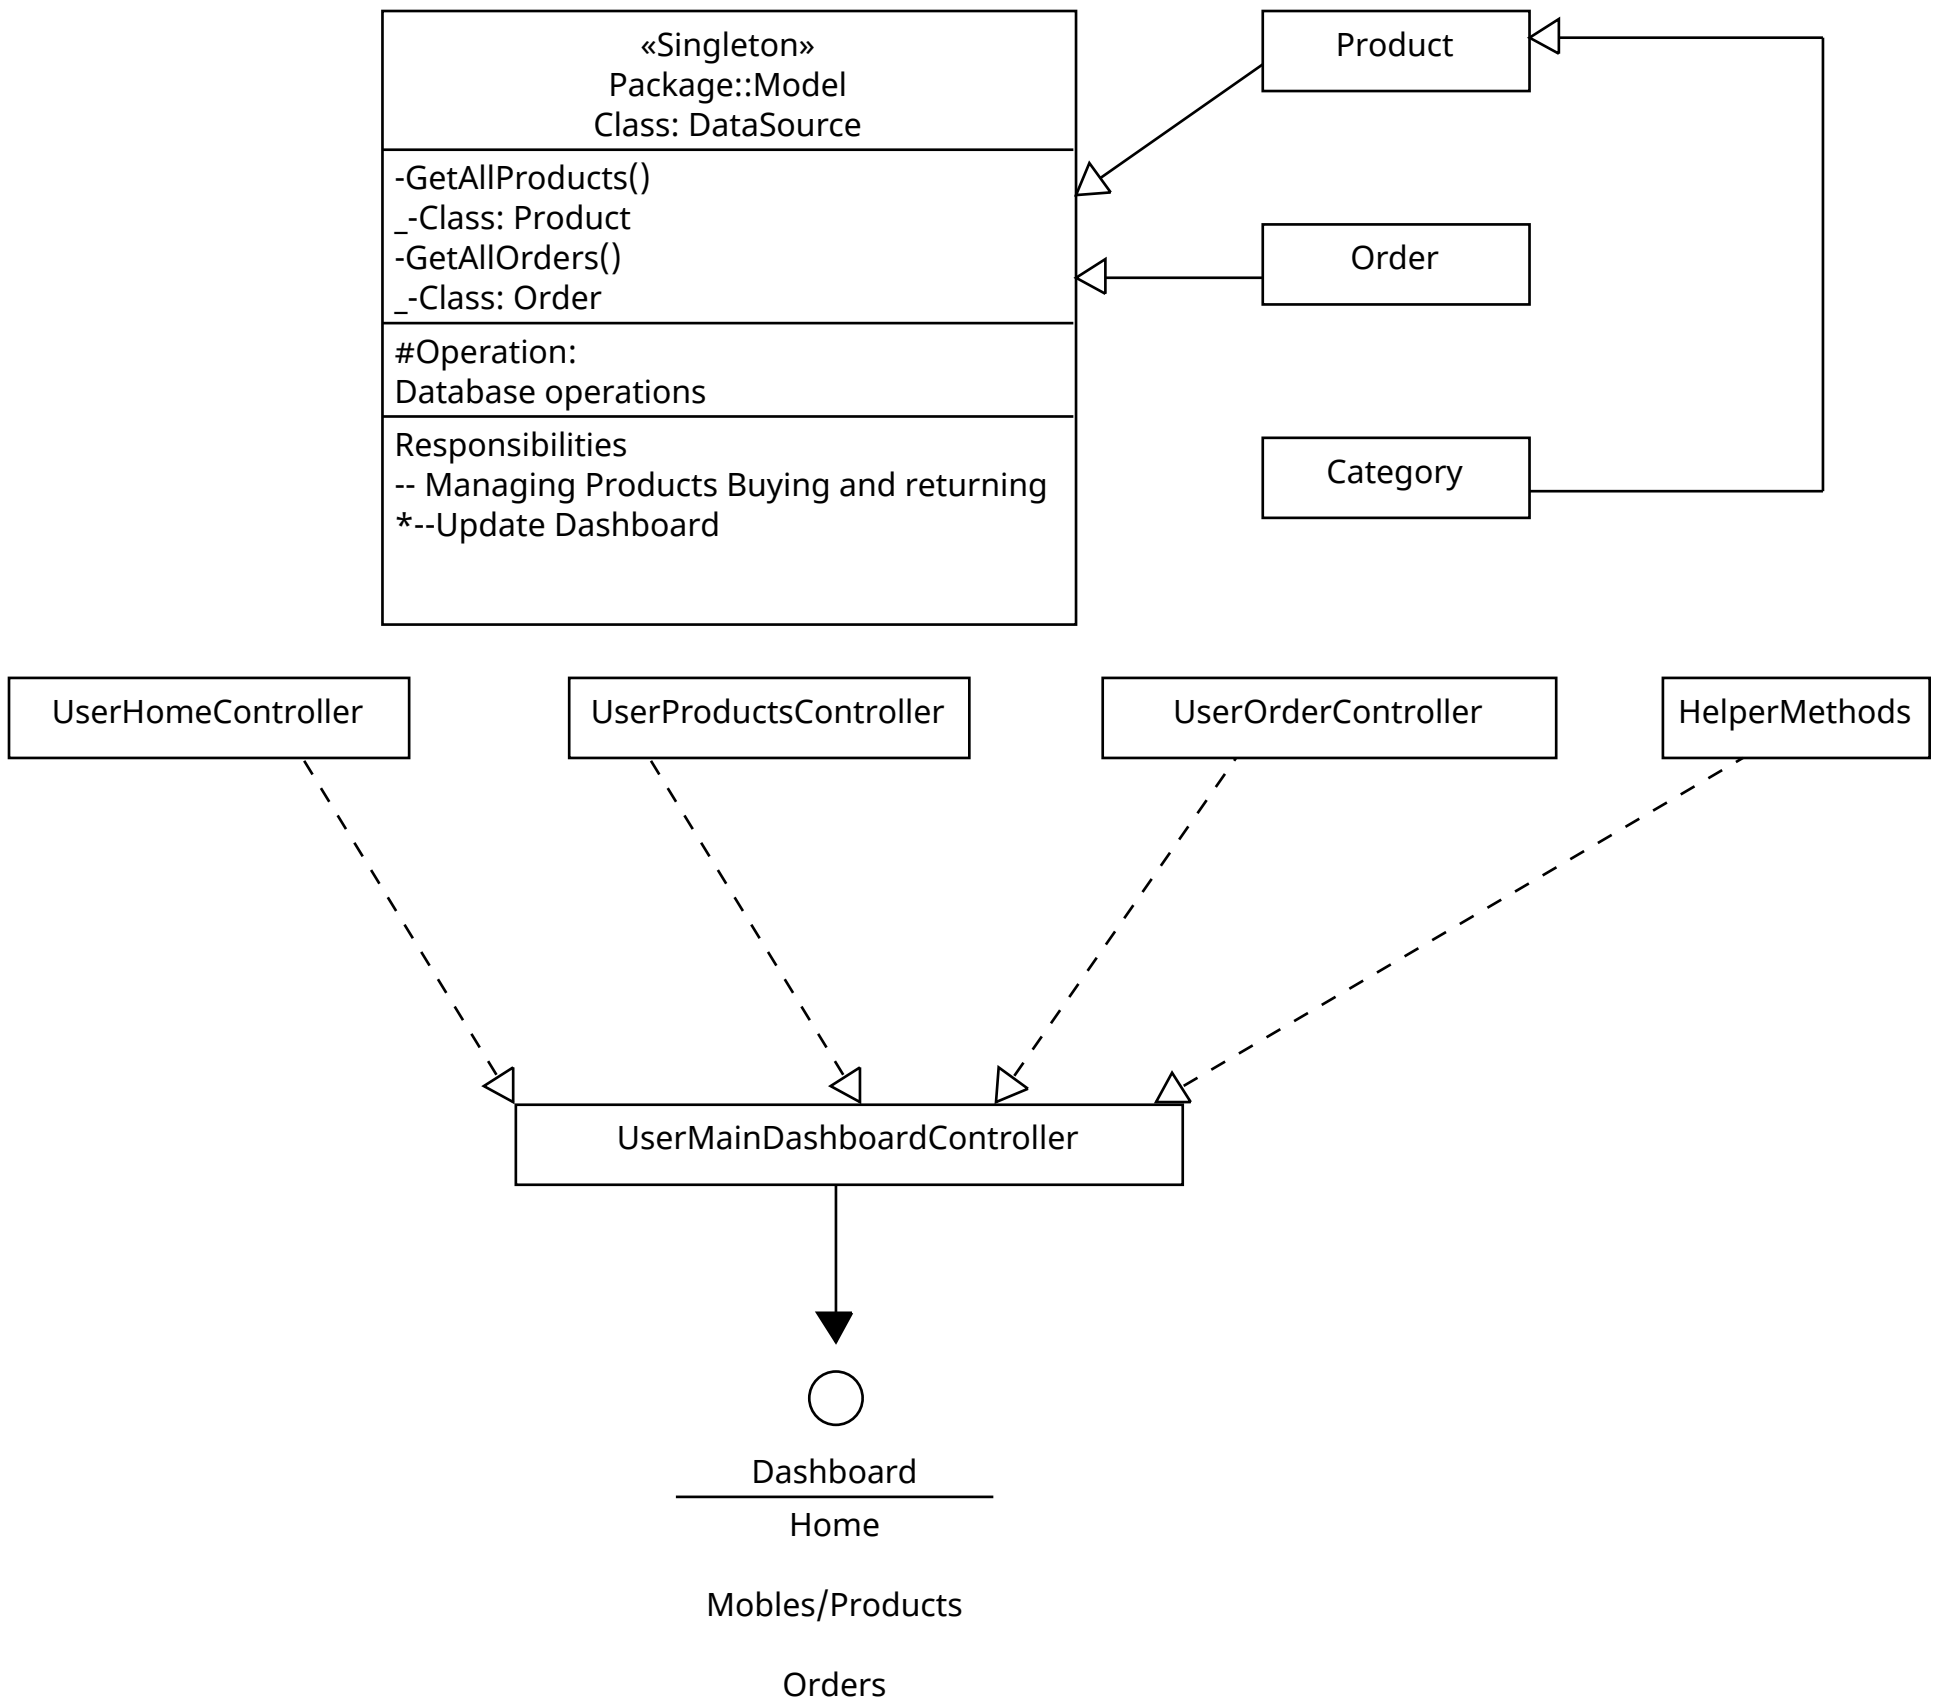 «Singleton»
Package::Model
Class: DataSource
-GetAllProducts()
_-Class: Product
-GetAllOrders()
_-Class: Order
#Operation:
Database operations
Responsibilities
-- Managing Products Buying and returning
*--Update Dashboard
Product
Order
Category
UserHomeController
UserProductsController
UserOrderController
HelperMethods
UserMainDashboardController
Dashboard
Home
Mobles/Products
Orders